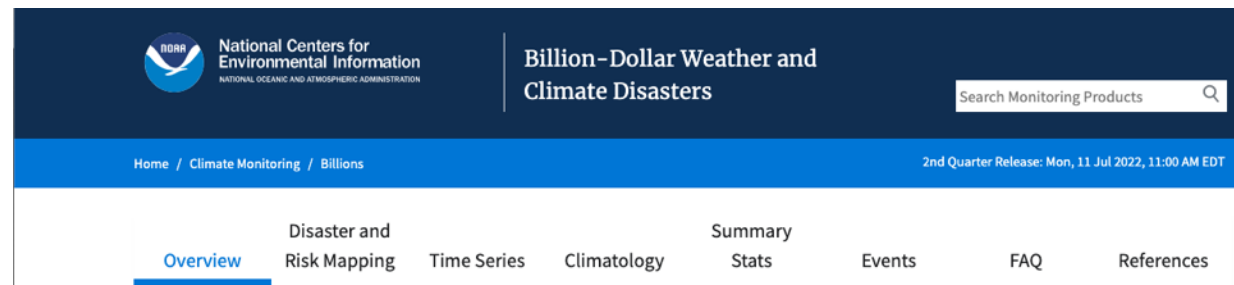 NOAA
National Centers for
Environmental Information
NATIONAL OCEANIC AND ATMOSPHERIC ADMINISTRATION
Billion-Dollar Weather and
Climate Disasters
Search Monitoring Products
Home / Climate Monitoring / Billions
2nd Quarter Release: Mon, 11 Jul 2022, 11:00 AM EDT
Overview
Disaster and
Risk Mapping
Time Series
Climatology
Summary
Stats
Events
FAQ
References